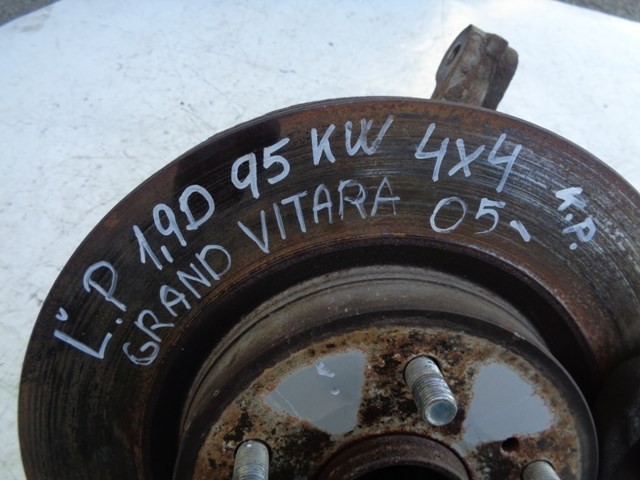 Ľ.P 1,9D 95 KW 4x4 K.P.
GRAND VITARA 05-